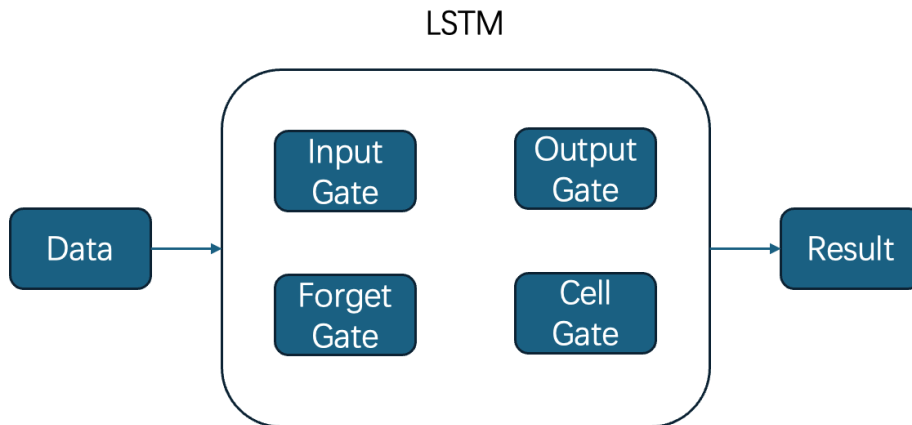 LSTM
Input
Gate
Output
Gate
Data
Result
Forget
Gate
Cell
Gate